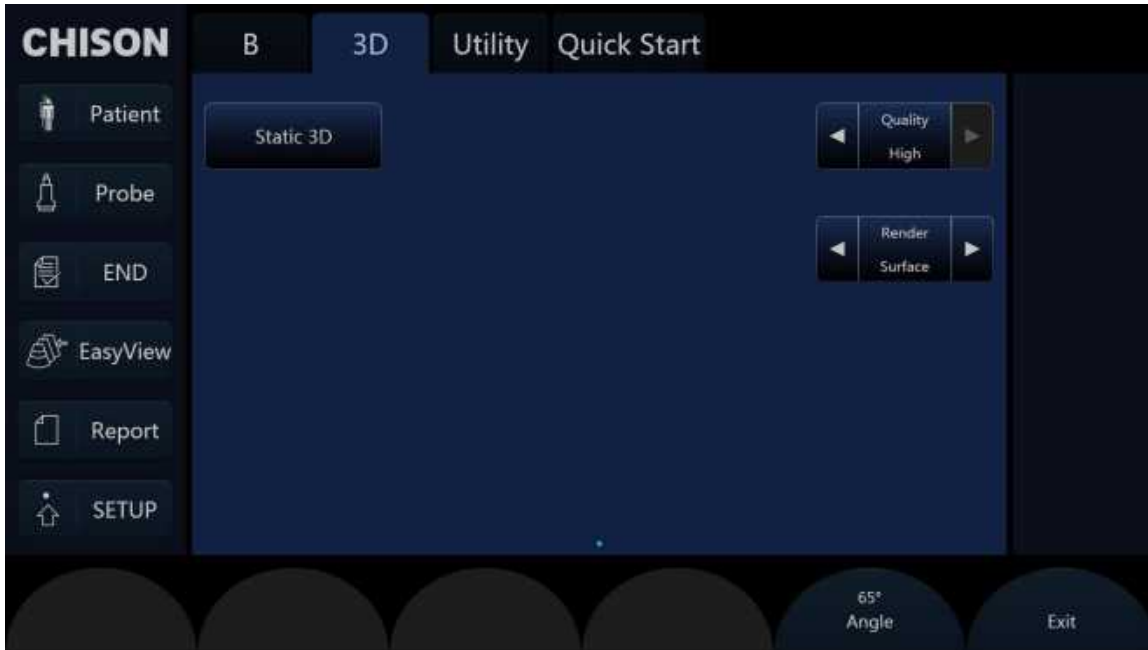 CHISON
B
3D
Utility
Quick Start
Patient
Probe
END
EasyView
Report
SETUP
Static 3D
Quality
High
Render
Surface
65°
Angle
Exit